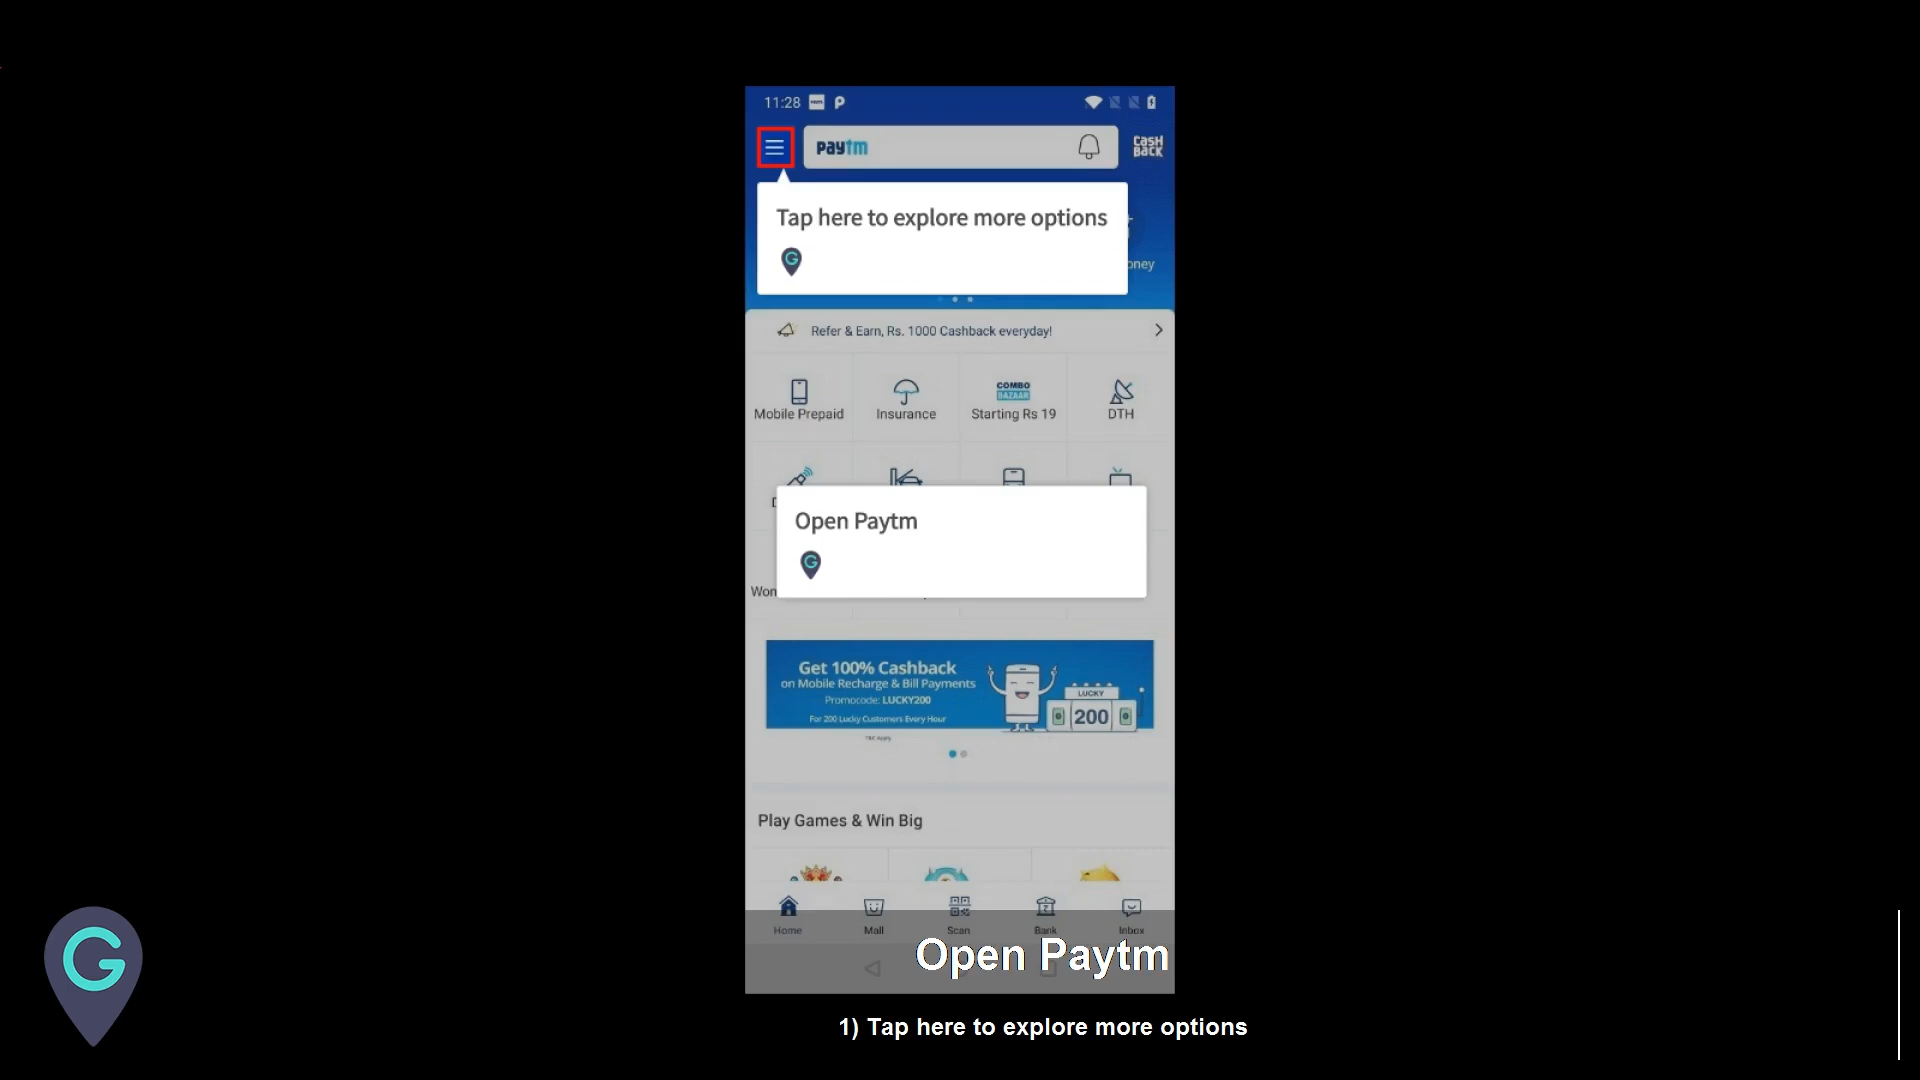 11:28
paytm
CASH
BACK
Tap here to explore more options
G
oney
Refer & Earn, Rs. 1000 Cashback everyday!
Mobile Prepaid
Insurance
COMBO
BAZAAR
Starting Rs 19
DTH
Open Paytm
G
Won
Get 100% Cashback
on Mobile Recharge & Bill Payments
Promocode: LUCKY200
For 200 Lucky Customers Every Hour
T&C Apply
LUCKY
200
Play Games & Win Big
Home
Mall
Scan
Bank
Inbox
Open Paytm
G
1) Tap here to explore more options